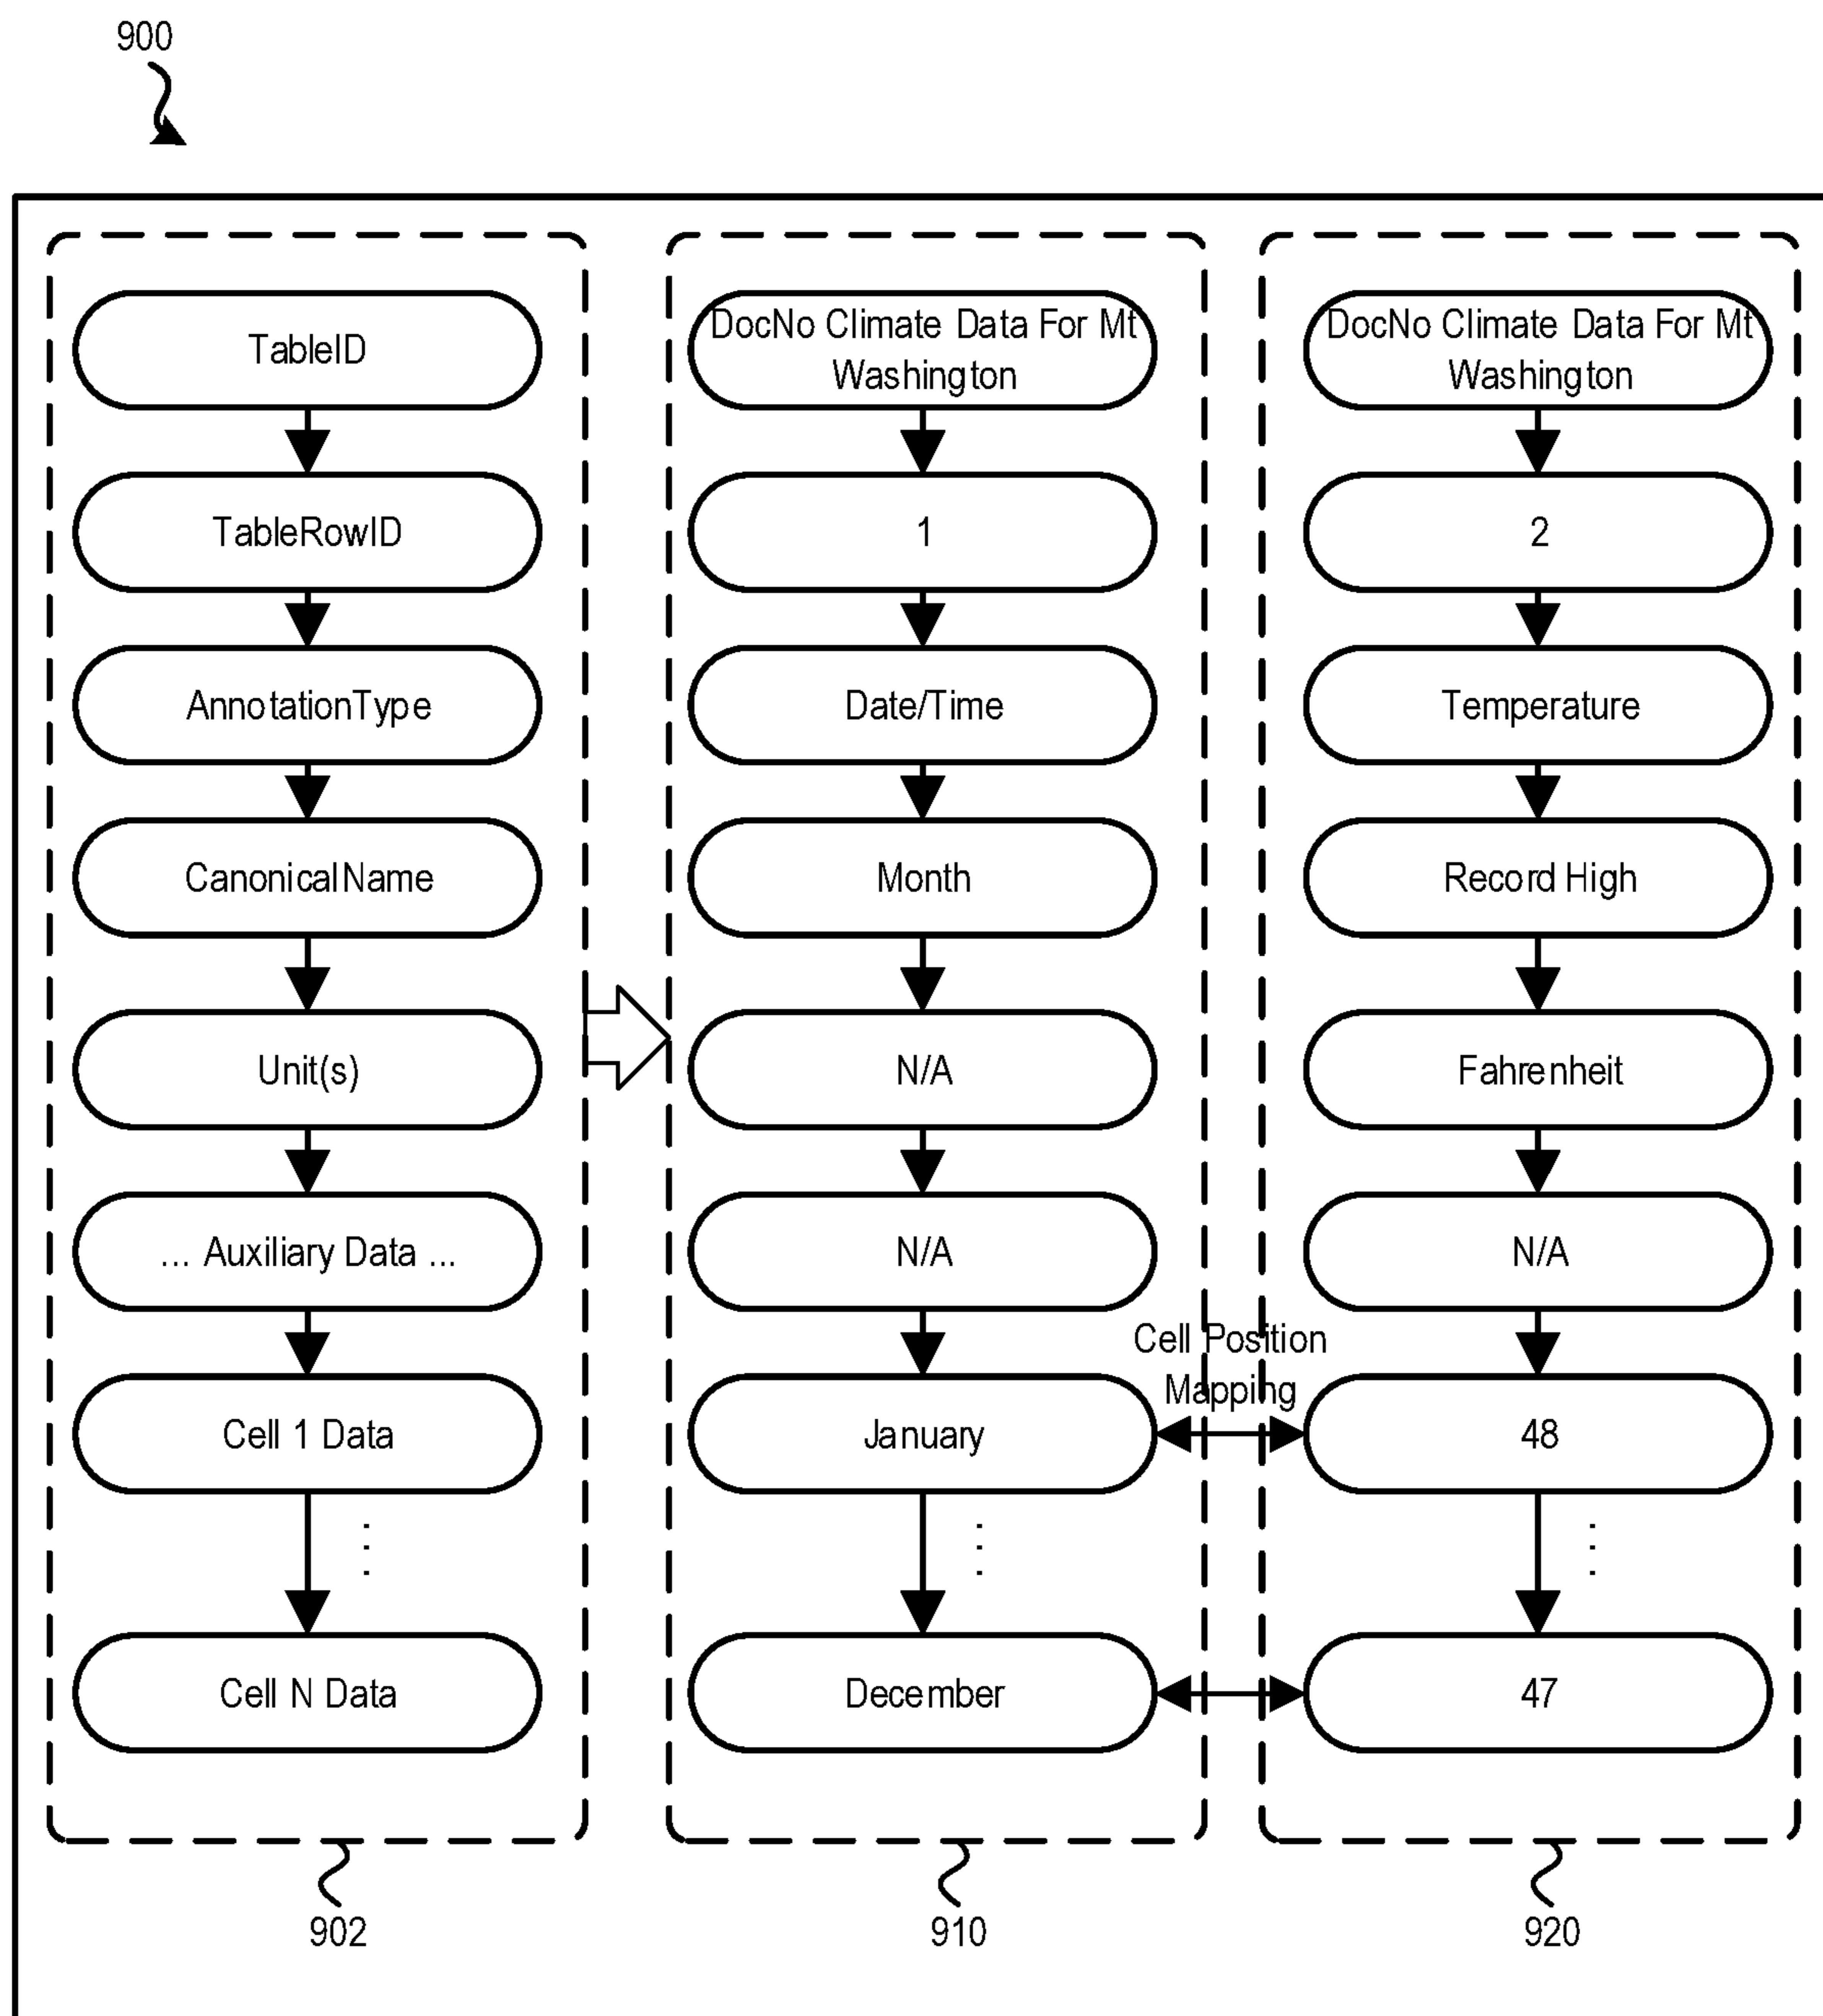 900
TableID
TableRowID
AnnotationType
CanonicalName
Unit(s)
... Auxiliary Data ...
Cell 1 Data
...
Cell N Data
902
DocNo Climate Data For Mt
Washington
1
Date/Time
Month
N/A
N/A
January
...
December
910
Cell Position
Mapping
DocNo Climate Data For Mt
Washington
2
Temperature
Record High
Fahrenheit
N/A
48
...
47
920